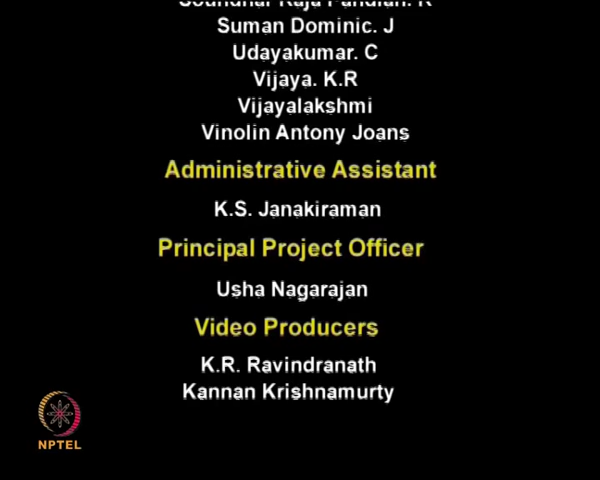 Soundhar Raja Pandian. R
Suman Dominic. J
Udayakumar. C
Vijaya. K.R
Vijayalakshmi
Vinolin Antony Joans
Administrative Assistant
K.S. Janakiraman
Principal Project Officer
Usha Nagarajan
Video Producers
K.R. Ravindranath
Kannan Krishnamurty
NPTEL